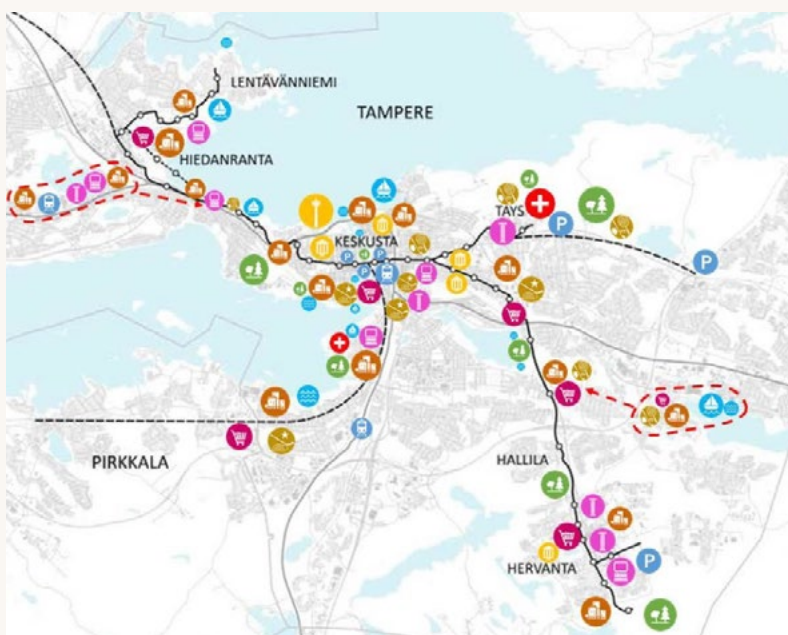 LENTÄVÄNNIEMI
TAMPERE
HIEDANRANTA
TAYS
KESKUSTA
P
P
P
P
P
PIRKKALA
HALLILA
HERVANTA
P